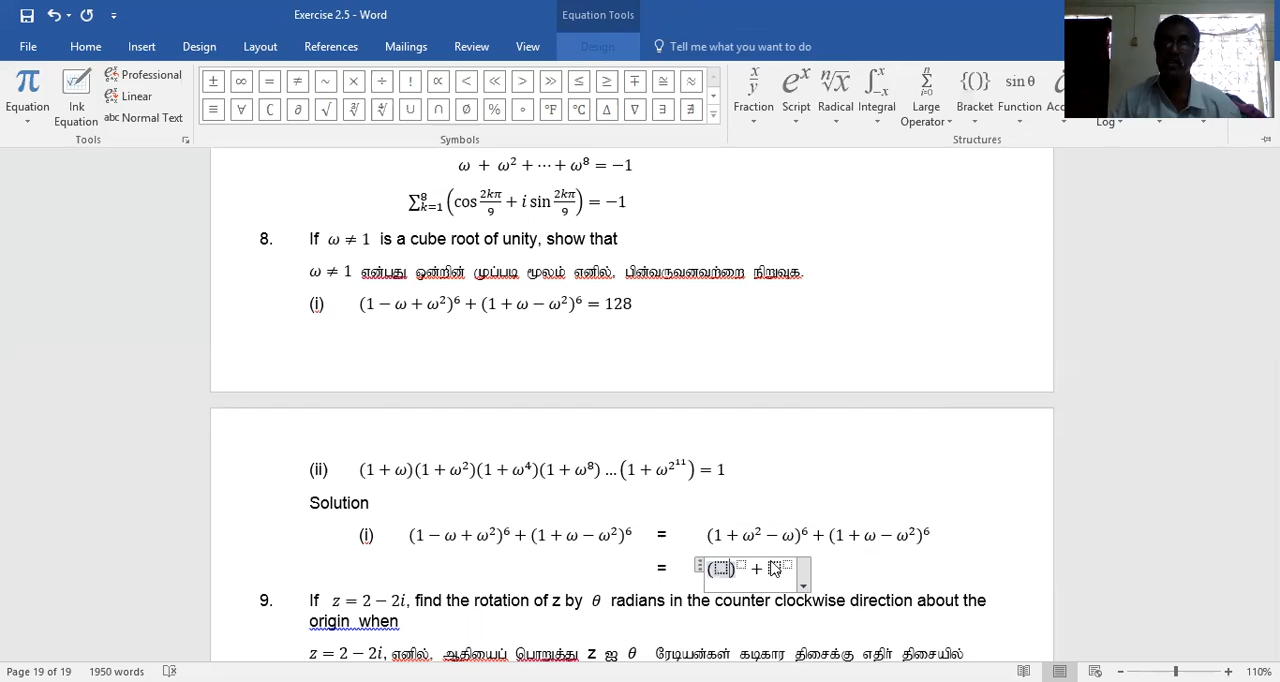 Exercise 2.5 - Word
Equation Tools
File Home Insert Design Layout References Mailings Review View Design Tell me what you want to do
Equation
Ink Equation
Professional
Linear
abc Normal Text
± ∞ = ≠ ~ × ÷ ! ∝ < ≪ > ≫ ≤ ≥ ∓ ≅ ≈
≡ ∀ ∁ ∂ √ ∛ ∜ ∪ ∩ ∅ % ° °F °C ∆ ∇ ∃ ∄
Fraction Script Radical Integral Large Operator Bracket Function
Tools Symbols Structures
ω + ω² + ⋯ + ω⁸ = −1
∑ₖ₌₁⁸ (cos 2kπ/9 + i sin 2kπ/9) = −1
8. If ω ≠ 1 is a cube root of unity, show that
ω ≠ 1 என்பது ஒன்றின் முப்படி மூலம் எனில், பின்வருவனவற்றை நிறுவுக.
(i) (1 − ω + ω²)⁶ + (1 + ω − ω²)⁶ = 128
(ii) (1 + ω)(1 + ω²)(1 + ω⁴)(1 + ω⁸) … (1 + ω^2^11) = 1
Solution
(i) (1 − ω + ω²)⁶ + (1 + ω − ω²)⁶ = (1 + ω² − ω)⁶ + (1 + ω − ω²)⁶
= ( ) +
9. If z = 2 − 2i, find the rotation of z by θ radians in the counter clockwise direction about the
origin when
z = 2 − 2i, எனில், ஆதியைப் பொறுத்து z ஐ θ ரேடியன்கள் கடிகார திசைக்கு எதிர் திசையில்
Page 19 of 19 1950 words 110%